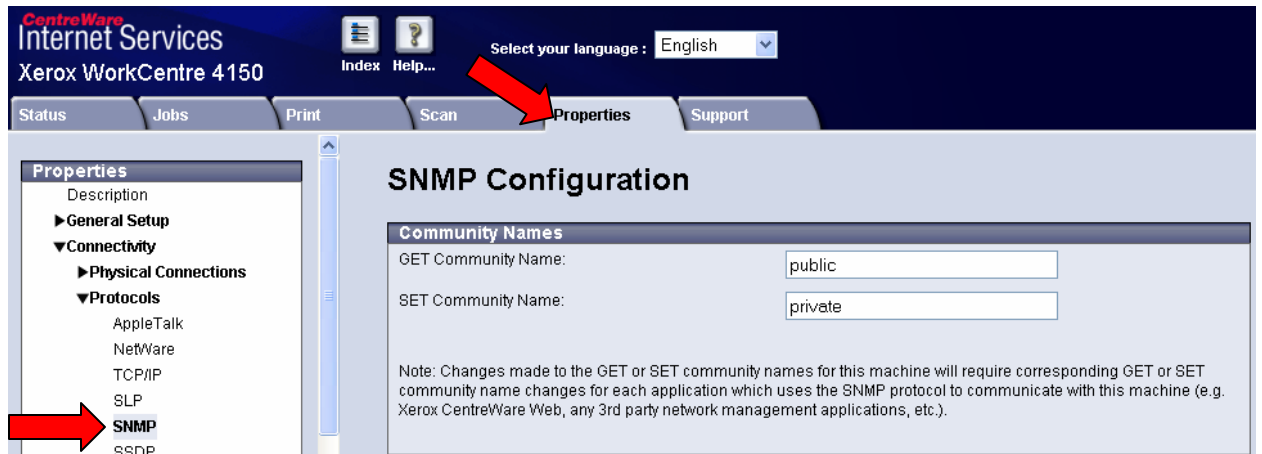 CentreWare
Internet Services
Xerox WorkCentre 4150
Index Help...
Select your language : English
Status Jobs Print Scan Properties Support
Properties
Description
▶General Setup
▼Connectivity
▶Physical Connections
▼Protocols
AppleTalk
NetWare
TCP/IP
SLP
SNMP
SSDP
SNMP Configuration
Community Names
GET Community Name: public
SET Community Name: private
Note: Changes made to the GET or SET community names for this machine will require corresponding GET or SET
community name changes for each application which uses the SNMP protocol to communicate with this machine (e.g.
Xerox CentreWare Web, any 3rd party network management applications, etc.).